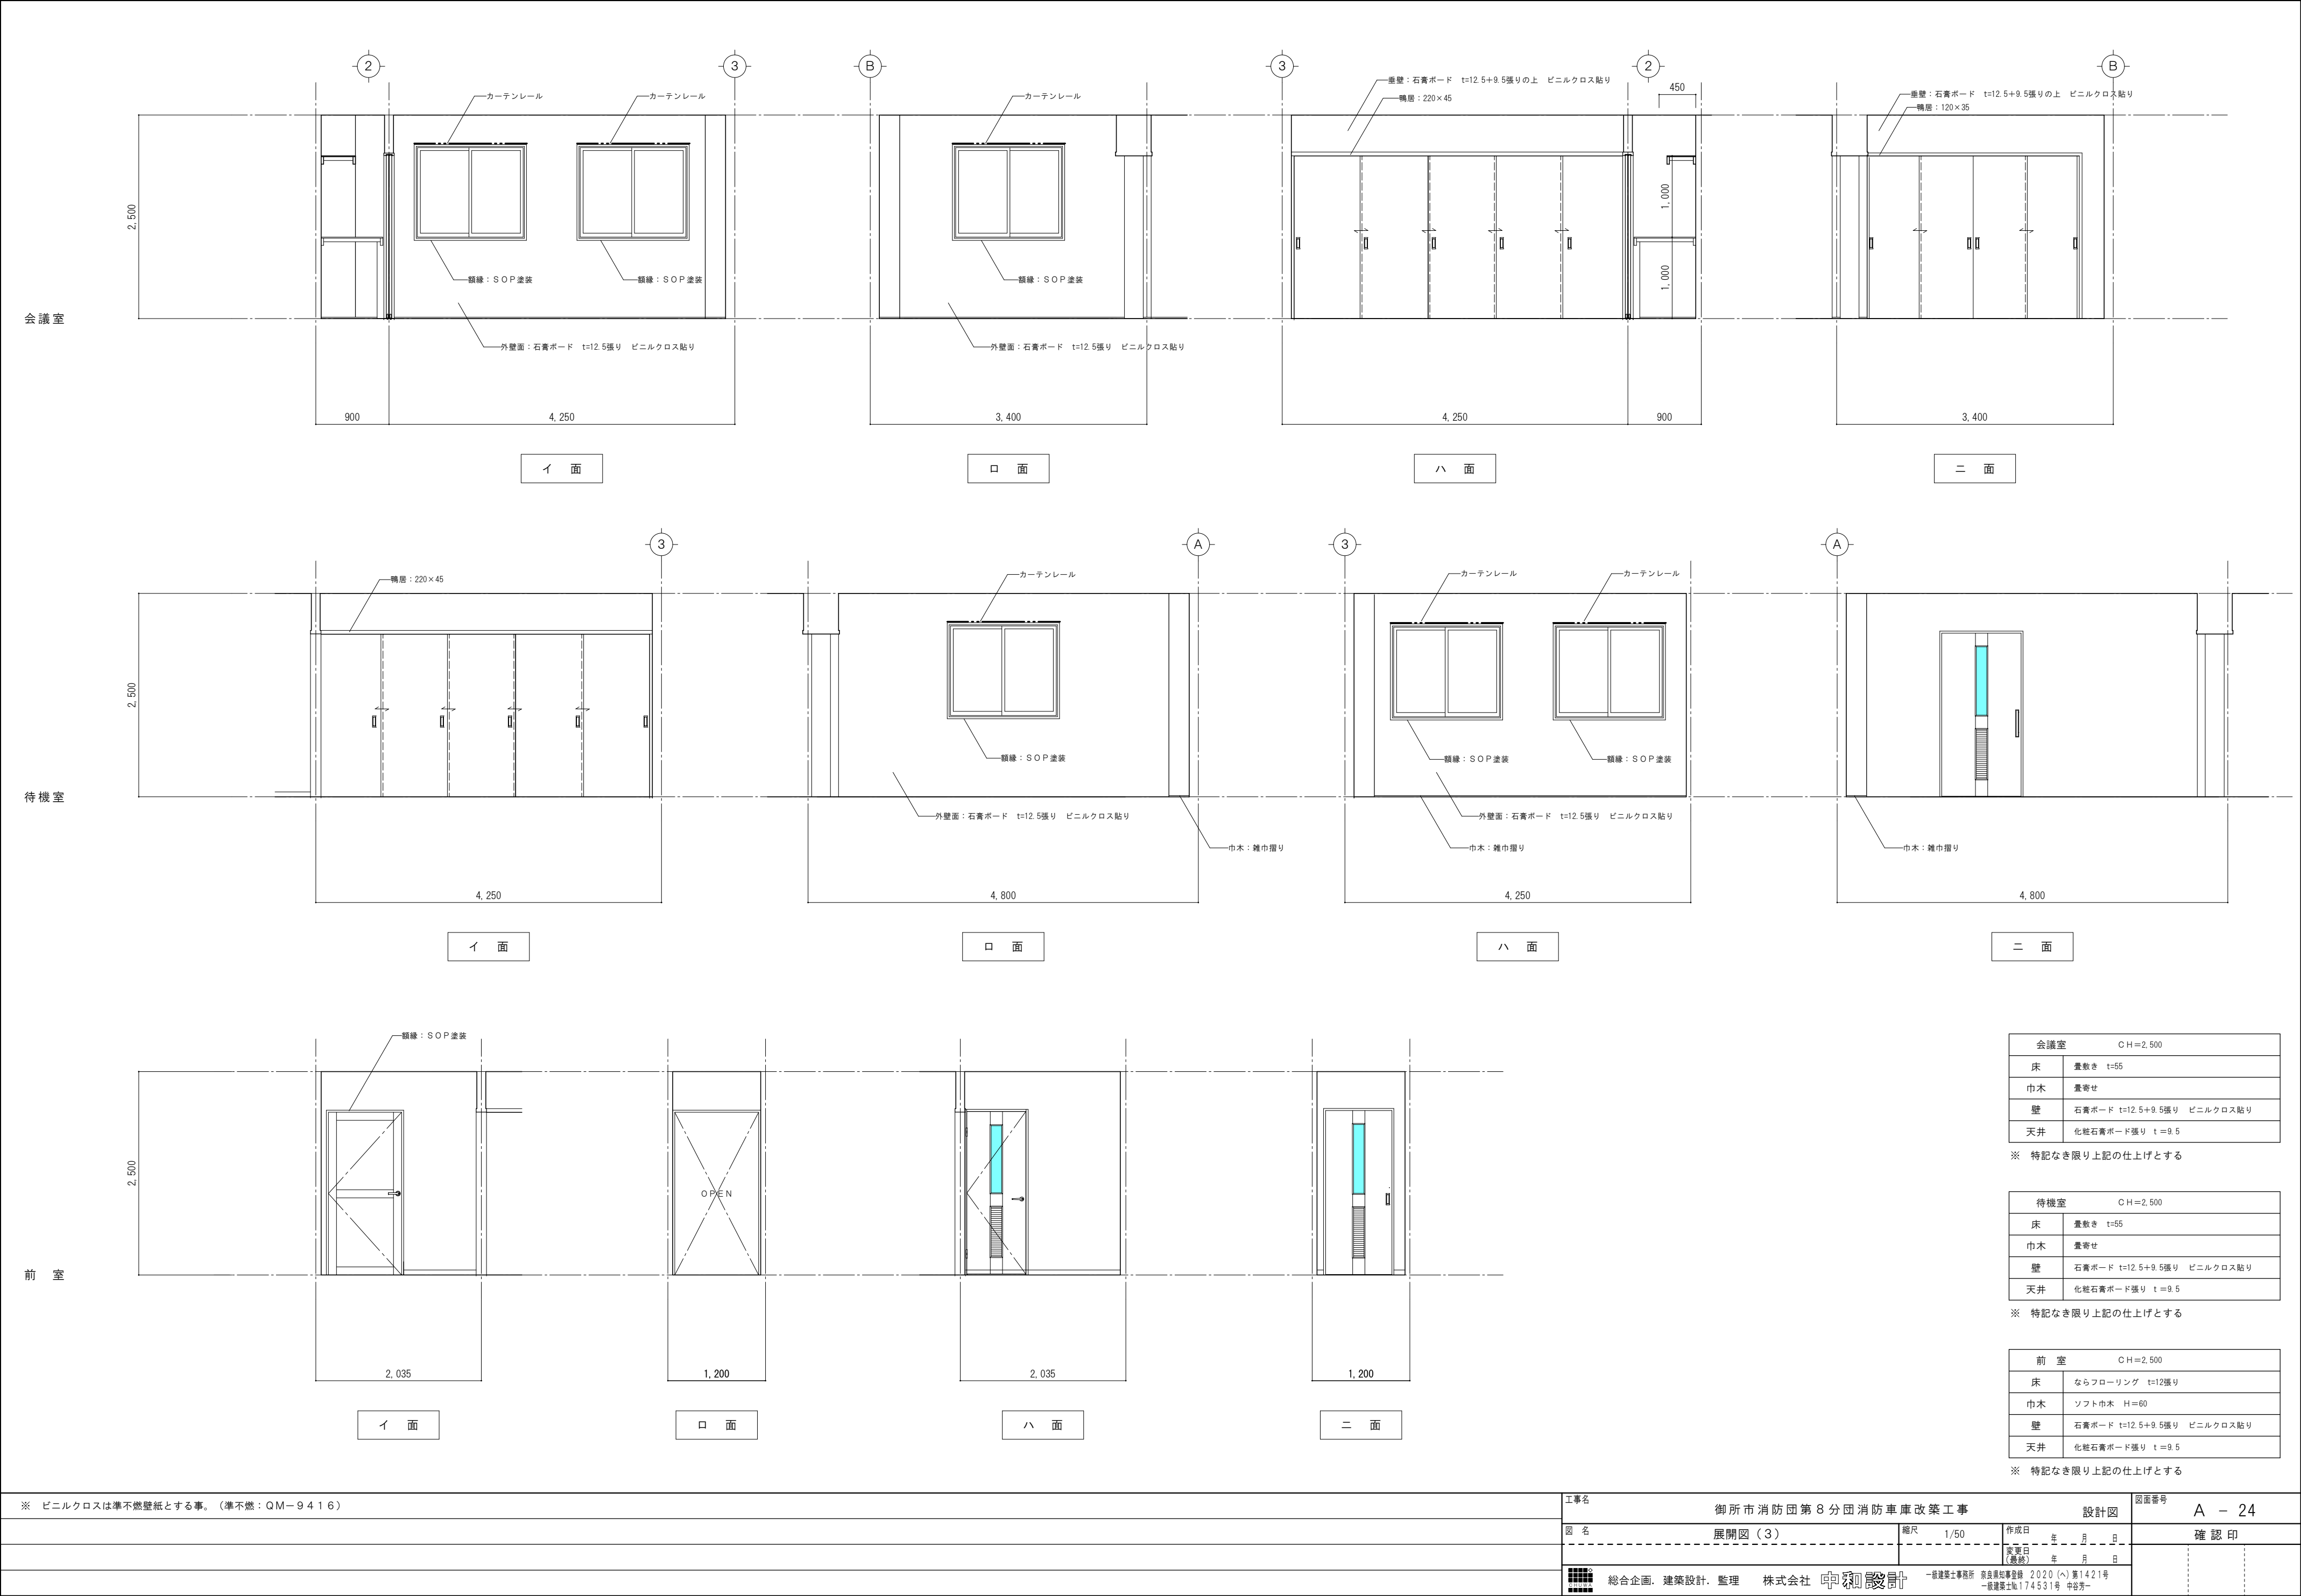 2
3
B
3
2
B
カーテンレール
カーテンレール
カーテンレール
垂壁：石膏ボード　t=12.5＋9.5張りの上　ビニルクロス貼り
鴨居：220×45
450
垂壁：石膏ボード　t=12.5＋9.5張りの上　ビニルクロス貼り
鴨居：120×35
2,500
1,000
1,000
額縁：ＳＯＰ塗装
額縁：ＳＯＰ塗装
額縁：ＳＯＰ塗装
会議室
外壁面：石膏ボード　t=12.5張り　ビニルクロス貼り
外壁面：石膏ボード　t=12.5張り　ビニルクロス貼り
900
4,250
3,400
4,250
900
3,400
イ　面
ロ　面
ハ　面
ニ　面
3
A
3
A
鴨居：220×45
カーテンレール
カーテンレール
カーテンレール
2,500
額縁：ＳＯＰ塗装
額縁：ＳＯＰ塗装
額縁：ＳＯＰ塗装
待機室
外壁面：石膏ボード　t=12.5張り　ビニルクロス貼り
外壁面：石膏ボード　t=12.5張り　ビニルクロス貼り
巾木：雑巾摺り
巾木：雑巾摺り
巾木：雑巾摺り
4,250
4,800
4,250
4,800
イ　面
ロ　面
ハ　面
ニ　面
額縁：ＳＯＰ塗装
2,500
ＯＰＥＮ
前　室
2,035
1,200
2,035
1,200
イ　面
ロ　面
ハ　面
ニ　面
会議室　ＣＨ＝2,500
床　畳敷き　t=55
巾木　畳寄せ
壁　石膏ボード t=12.5＋9.5張り　ビニルクロス貼り
天井　化粧石膏ボード張り　ｔ＝9.5
※　特記なき限り上記の仕上げとする
待機室　ＣＨ＝2,500
床　畳敷き　t=55
巾木　畳寄せ
壁　石膏ボード t=12.5＋9.5張り　ビニルクロス貼り
天井　化粧石膏ボード張り　ｔ＝9.5
※　特記なき限り上記の仕上げとする
前　室　ＣＨ＝2,500
床　ならフローリング　t=12張り
巾木　ソフト巾木　Ｈ＝60
壁　石膏ボード t=12.5＋9.5張り　ビニルクロス貼り
天井　化粧石膏ボード張り　ｔ＝9.5
※　特記なき限り上記の仕上げとする
※　ビニルクロスは準不燃壁紙とする事。（準不燃：ＱＭ－９４１６）
工事名　御所市消防団第８分団消防車庫改築工事　設計図
図面番号　Ａ － 24
図　名　展開図（３）
縮尺　1/50
作成日　年　月　日
確認印
変更日
（最終）　年　月　日
CHUWA
総合企画．建築設計．監理　株式会社　中和設計
一級建築士事務所　奈良県知事登録　２０２０（へ）第１４２１号
一級建築士№１７４５３１号　中谷芳一